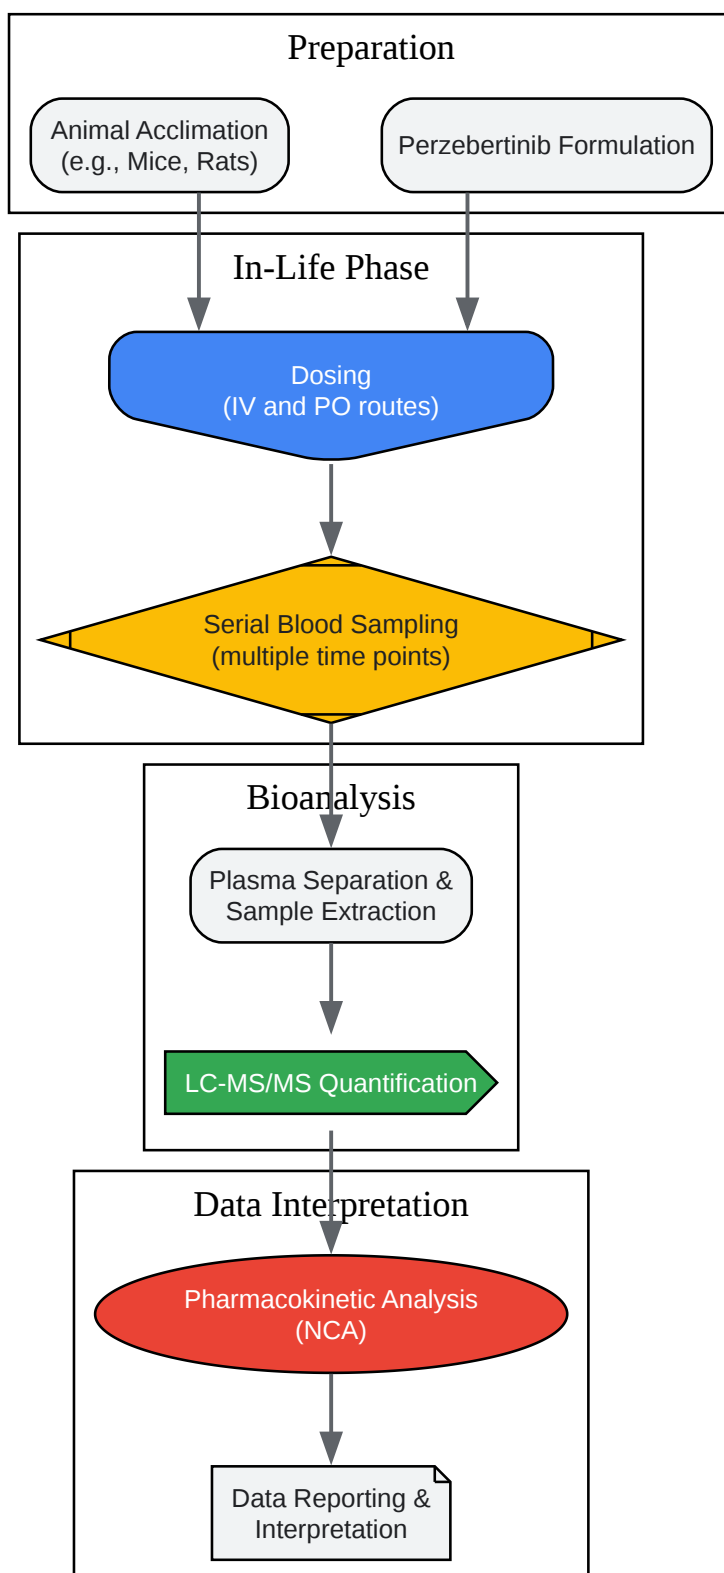 Preparation
Animal Acclimation
(e.g., Mice, Rats)
Perzebertinib Formulation
In-Life Phase
Dosing
(IV and PO routes)
Serial Blood Sampling
(multiple time points)
Bioanalysis
Plasma Separation &
Sample Extraction
LC-MS/MS Quantification
Data Interpretation
Pharmacokinetic Analysis
(NCA)
Data Reporting &
Interpretation